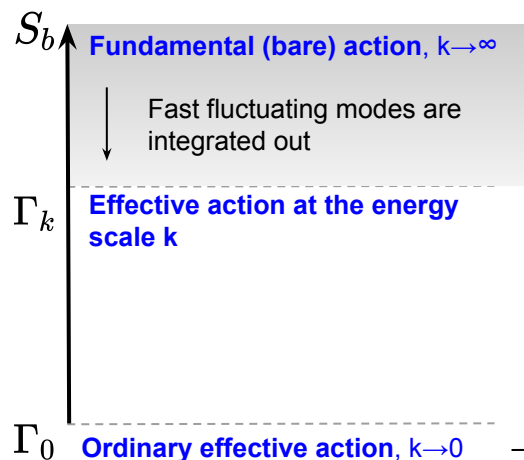 S_b Fundamental (bare) action, k→∞
Fast fluctuating modes are
integrated out
Γ_k Effective action at the energy
scale k
Γ_0 Ordinary effective action, k→0